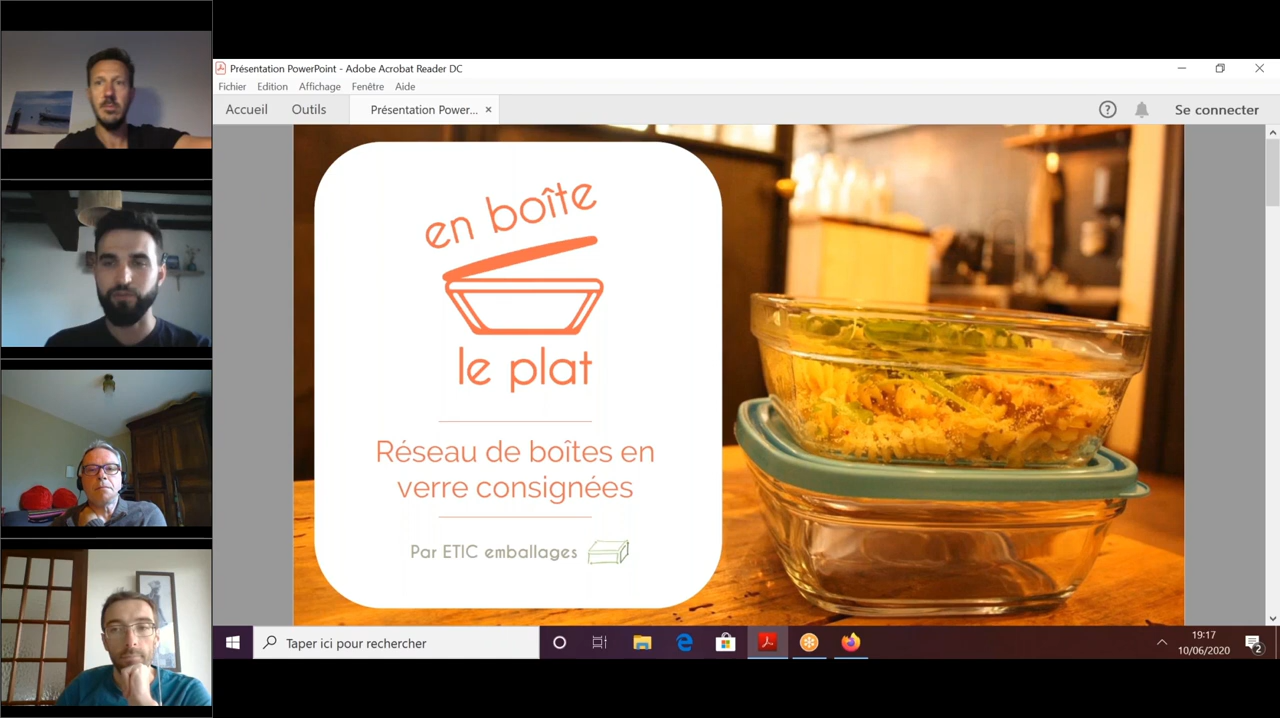 Présentation PowerPoint - Adobe Acrobat Reader DC
Fichier Edition Affichage Fenêtre Aide
Accueil Outils Présentation Power... × Se connecter
en boîte
le plat
Réseau de boîtes en
verre consignées
Par ETIC emballages
Taper ici pour rechercher
19:17
10/06/2020
2